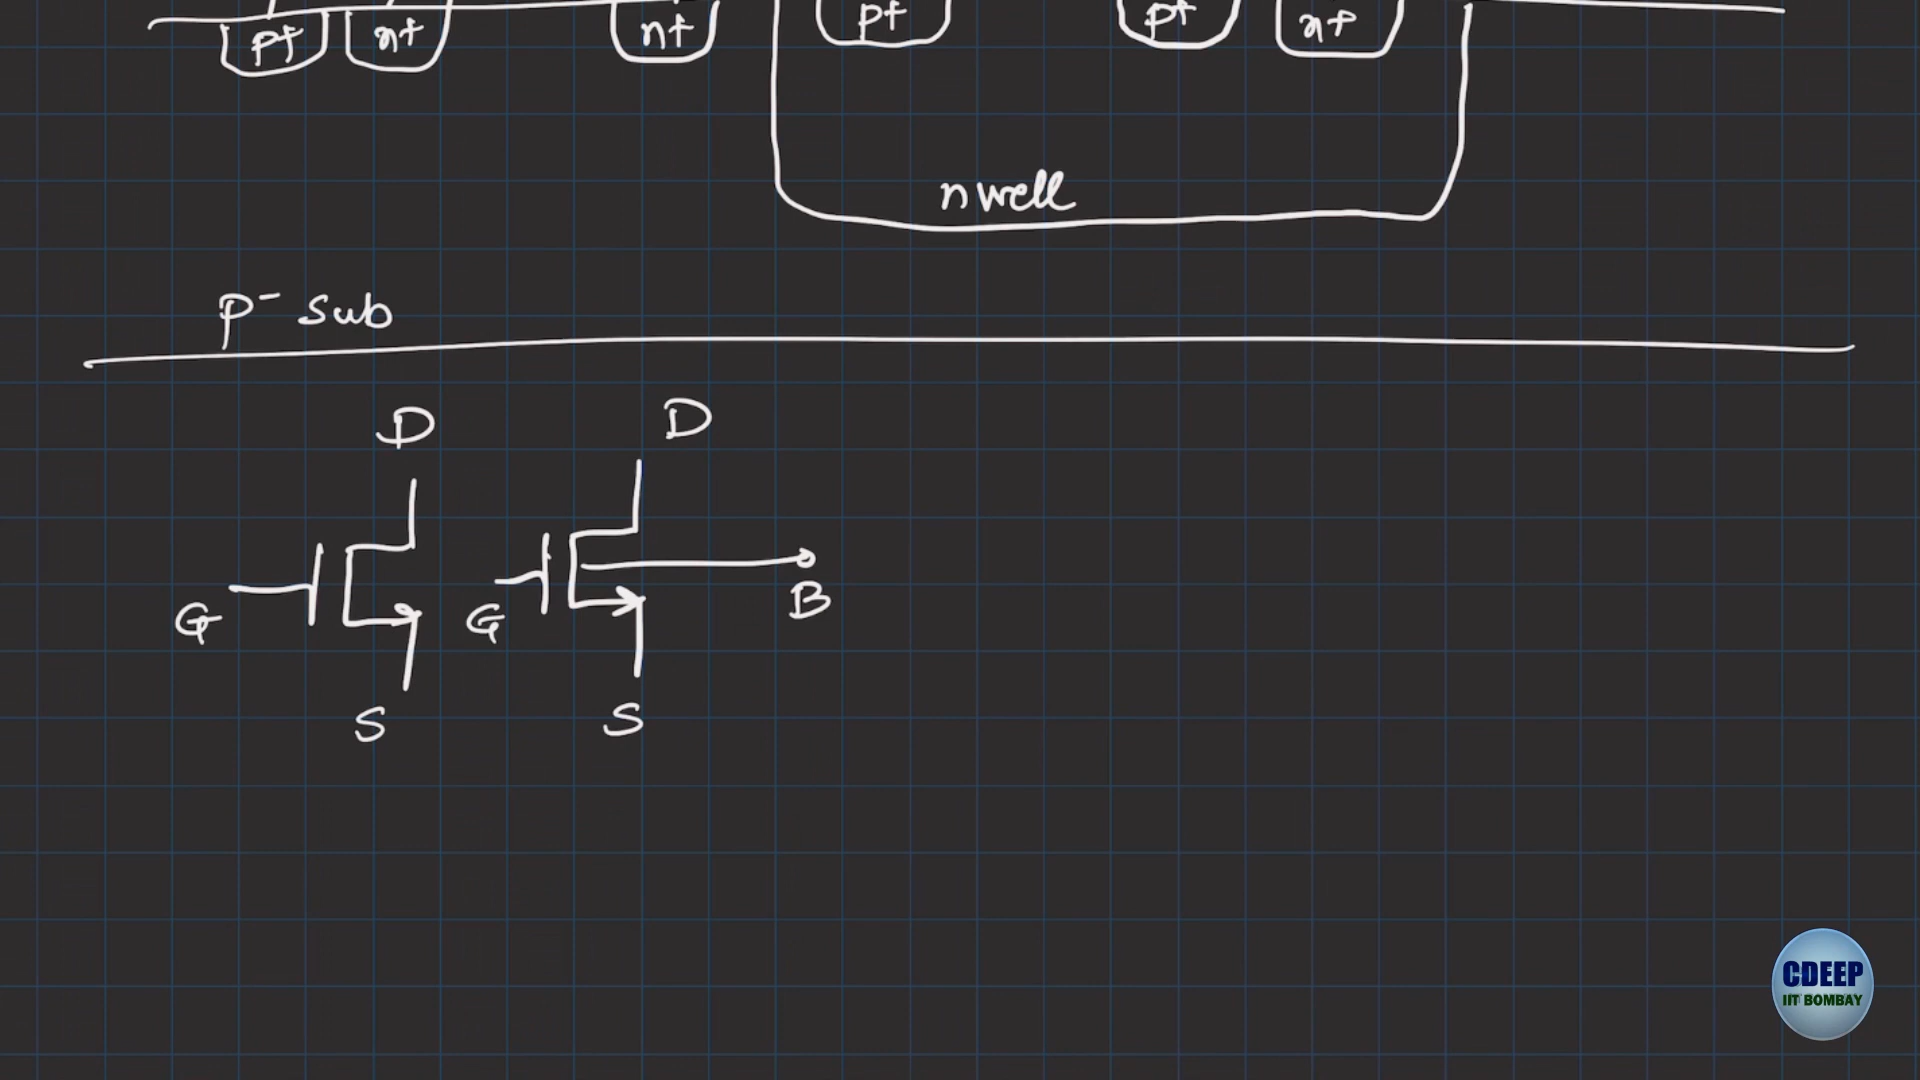 p+ n+ n+ p+ p+ n+
n well
p⁻ sub
D D
G G B
S S
CDEEP
IIT BOMBAY